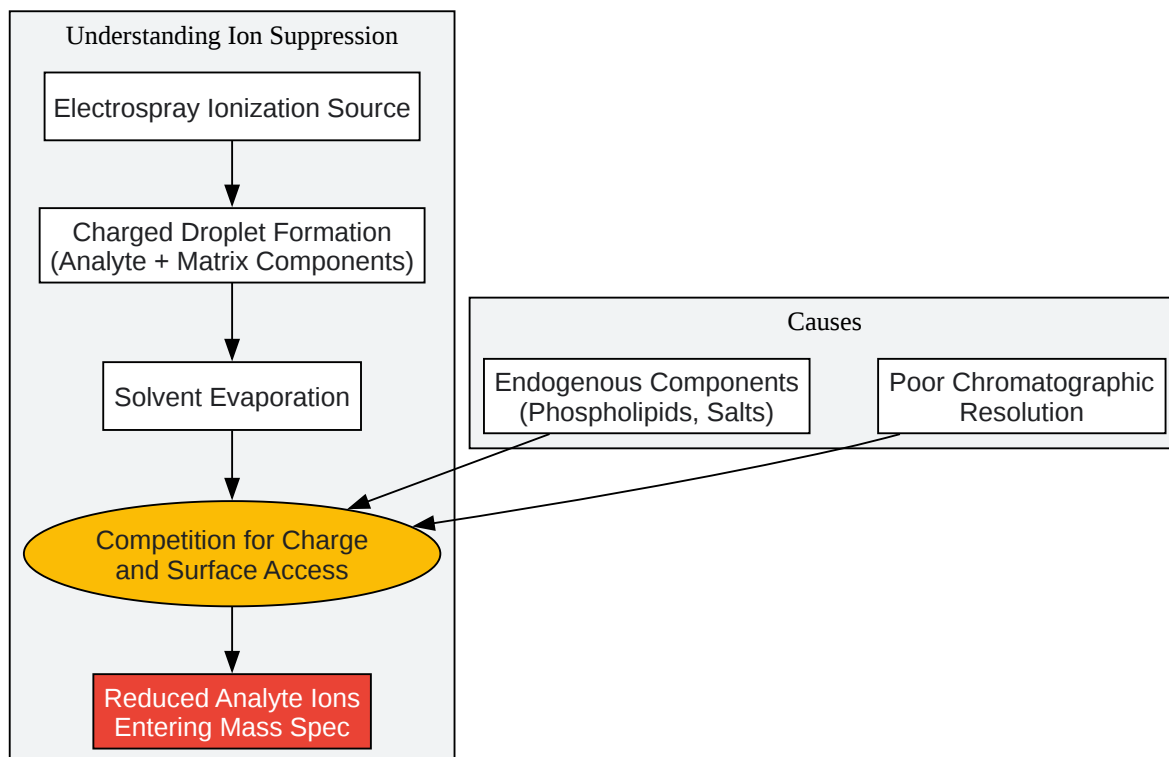 Understanding Ion Suppression
Electrospray Ionization Source
Charged Droplet Formation
(Analyte + Matrix Components)
Solvent Evaporation
Competition for Charge
and Surface Access
Reduced Analyte Ions
Entering Mass Spec
Causes
Endogenous Components
(Phospholipids, Salts)
Poor Chromatographic
Resolution